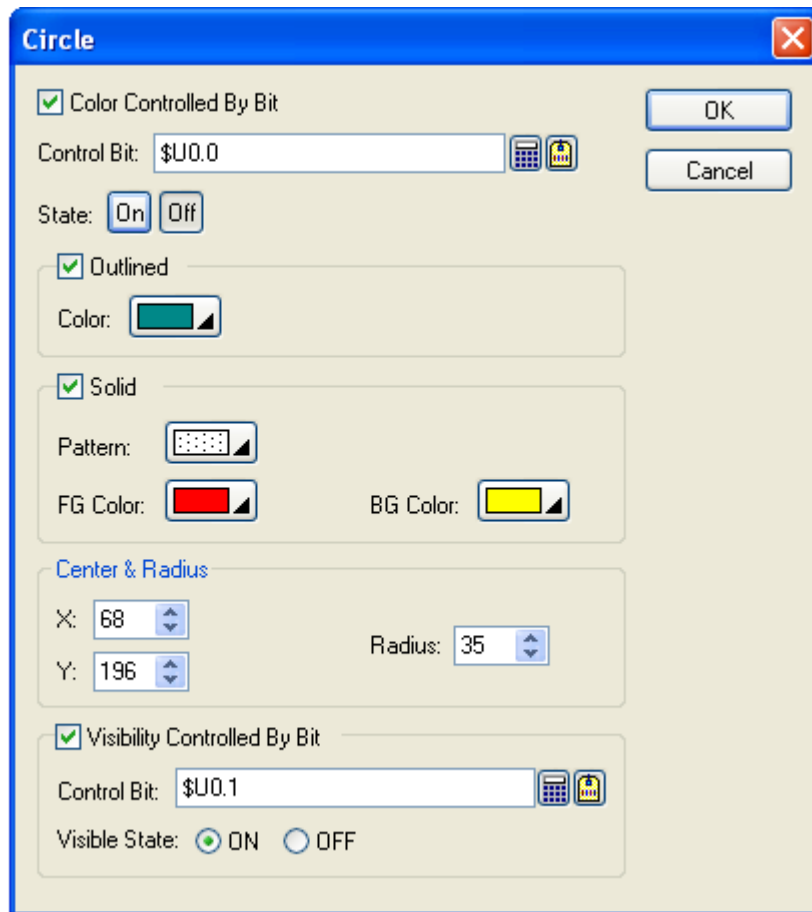 Circle
Color Controlled By Bit
OK
Control Bit: $U0.0
Cancel
State: On Off
Outlined
Color:
Solid
Pattern:
FG Color: BG Color:
Center & Radius
X: 68
Radius: 35
Y: 196
Visibility Controlled By Bit
Control Bit: $U0.1
Visible State: ON OFF